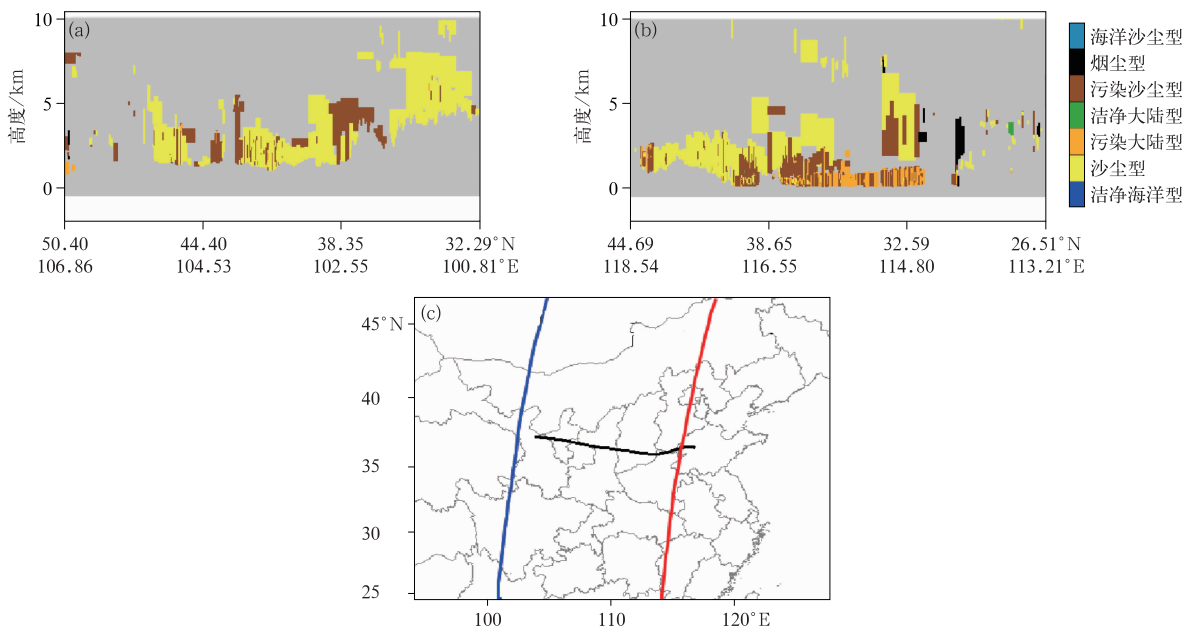 (a)
高度/km
10
5
0
50.40 44.40 38.35 32.29°N
106.86 104.53 102.55 100.81°E
(b)
高度/km
10
5
0
44.69 38.65 32.59 26.51°N
118.54 116.55 114.80 113.21°E
海洋沙尘型
烟尘型
污染沙尘型
洁净大陆型
污染大陆型
沙尘型
洁净海洋型
(c)
45°N
40
35
30
25
100 110 120°E